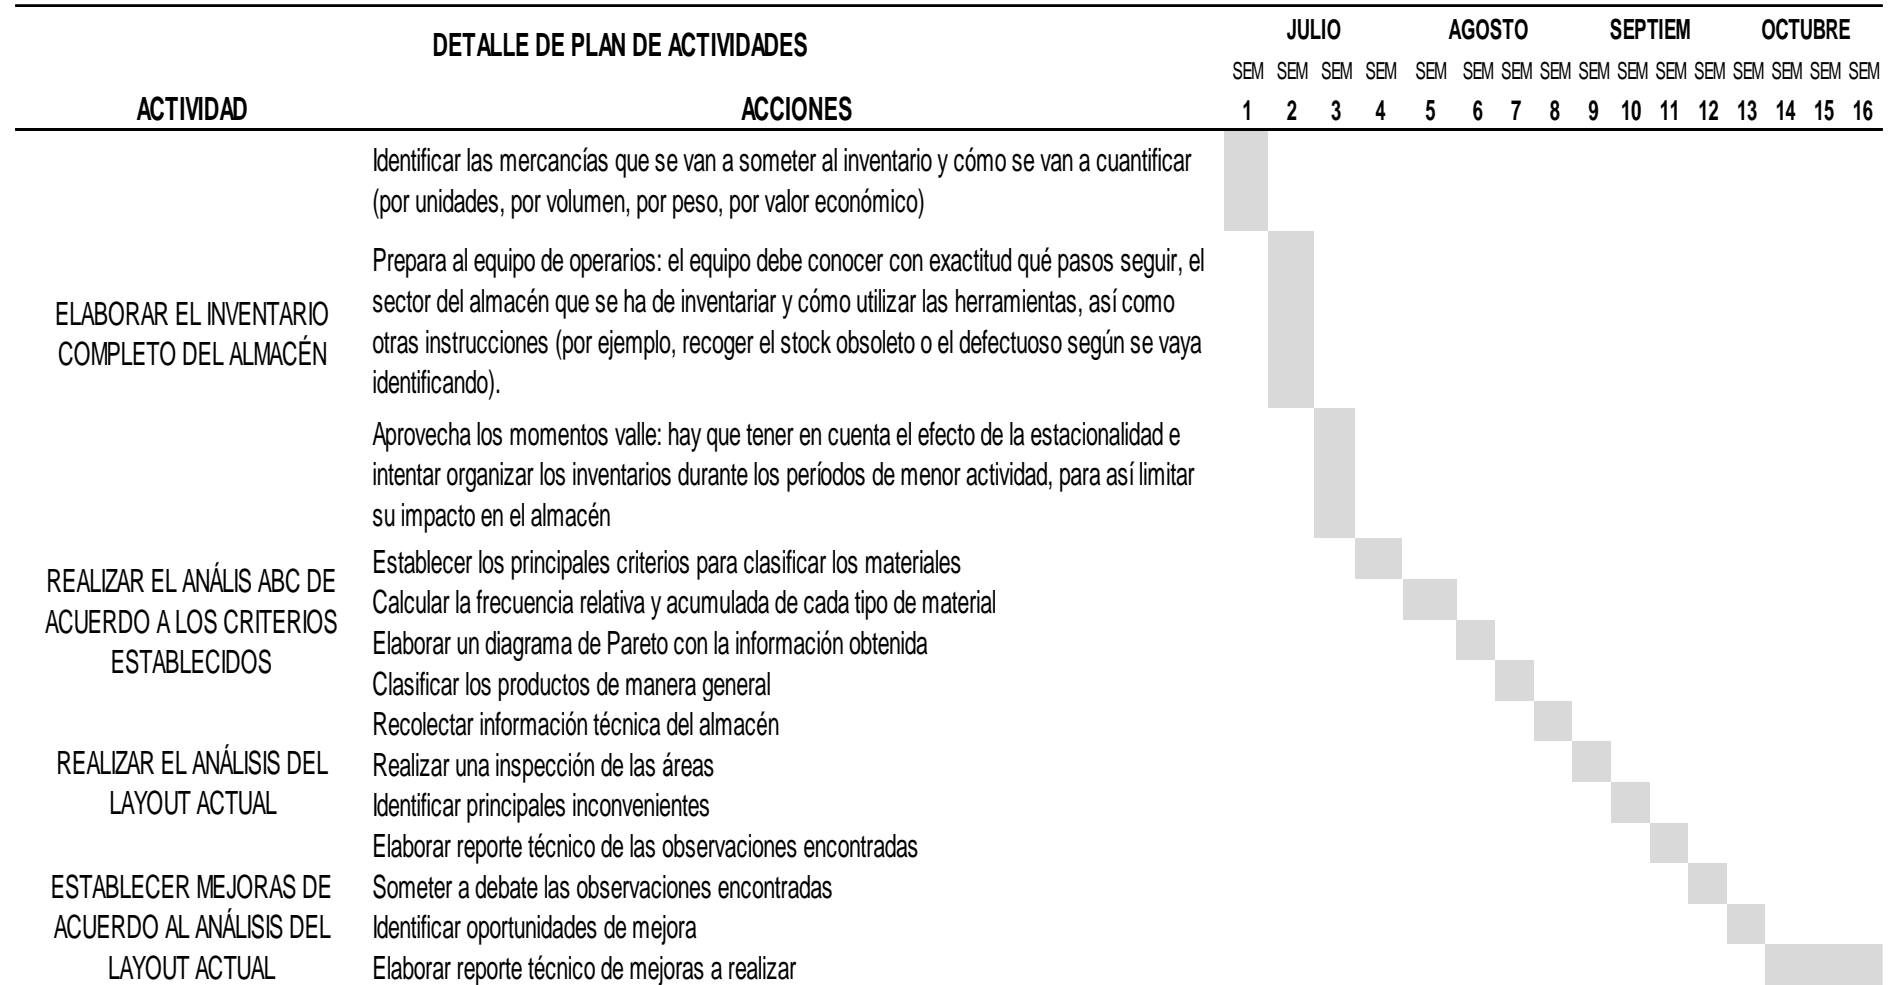 DETALLE DE PLAN DE ACTIVIDADES
JULIO AGOSTO SEPTIEM OCTUBRE
SEM SEM SEM SEM SEM SEM SEM SEM SEM SEM SEM SEM SEM SEM SEM SEM
ACTIVIDAD ACCIONES 1 2 3 4 5 6 7 8 9 10 11 12 13 14 15 16
ELABORAR EL INVENTARIO
COMPLETO DEL ALMACÉN
Identificar las mercancías que se van a someter al inventario y cómo se van a cuantificar
(por unidades, por volumen, por peso, por valor económico)
Prepara al equipo de operarios: el equipo debe conocer con exactitud qué pasos seguir, el
sector del almacén que se ha de inventariar y cómo utilizar las herramientas, así como
otras instrucciones (por ejemplo, recoger el stock obsoleto o el defectuoso según se vaya
identificando).
Aprovecha los momentos valle: hay que tener en cuenta el efecto de la estacionalidad e
intentar organizar los inventarios durante los períodos de menor actividad, para así limitar
su impacto en el almacén
REALIZAR EL ANÁLIS ABC DE
ACUERDO A LOS CRITERIOS
ESTABLECIDOS
Establecer los principales criterios para clasificar los materiales
Calcular la frecuencia relativa y acumulada de cada tipo de material
Elaborar un diagrama de Pareto con la información obtenida
Clasificar los productos de manera general
REALIZAR EL ANÁLISIS DEL
LAYOUT ACTUAL
Recolectar información técnica del almacén
Realizar una inspección de las áreas
Identificar principales inconvenientes
Elaborar reporte técnico de las observaciones encontradas
ESTABLECER MEJORAS DE
ACUERDO AL ANÁLISIS DEL
LAYOUT ACTUAL
Someter a debate las observaciones encontradas
Identificar oportunidades de mejora
Elaborar reporte técnico de mejoras a realizar